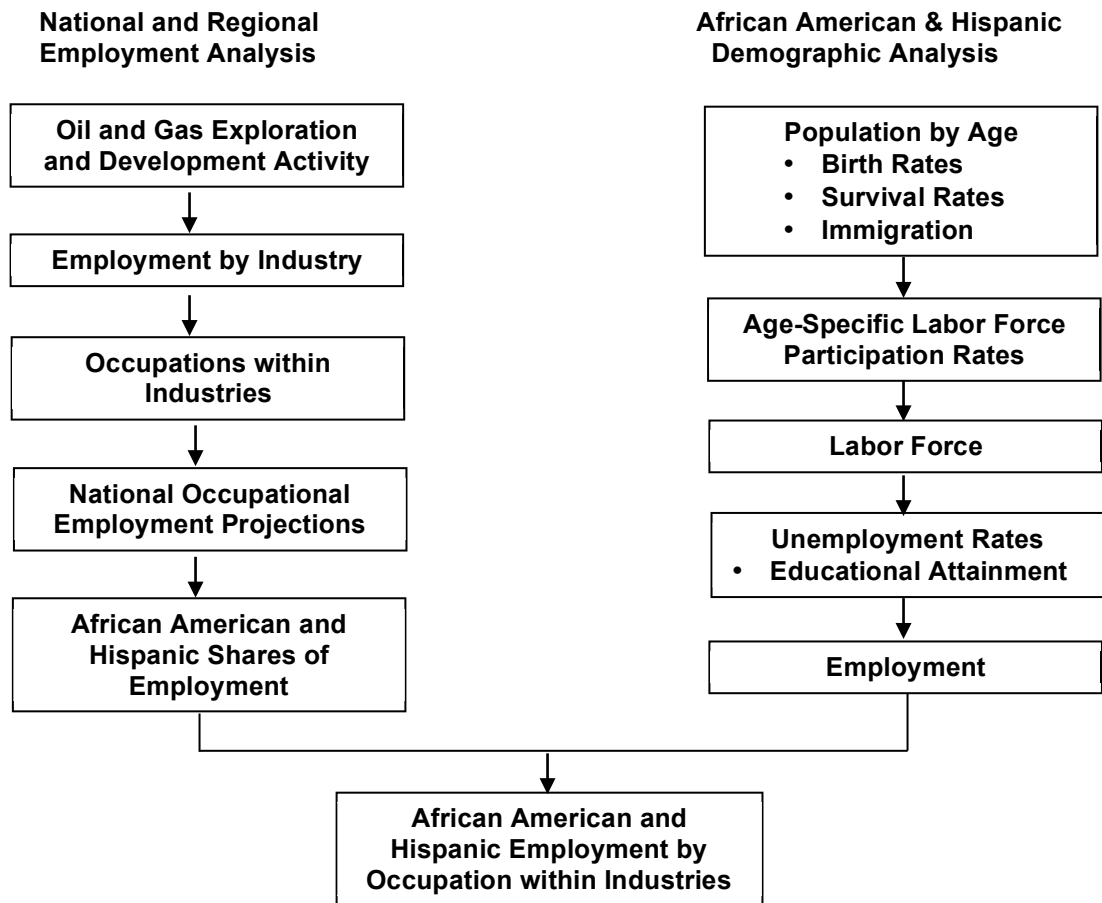 National and Regional
Employment Analysis
Oil and Gas Exploration
and Development Activity
Employment by Industry
Occupations within
Industries
National Occupational
Employment Projections
African American and
Hispanic Shares of
Employment
African American & Hispanic
Demographic Analysis
Population by Age
• Birth Rates
• Survival Rates
• Immigration
Age-Specific Labor Force
Participation Rates
Labor Force
Unemployment Rates
• Educational Attainment
Employment
African American and
Hispanic Employment by
Occupation within Industries